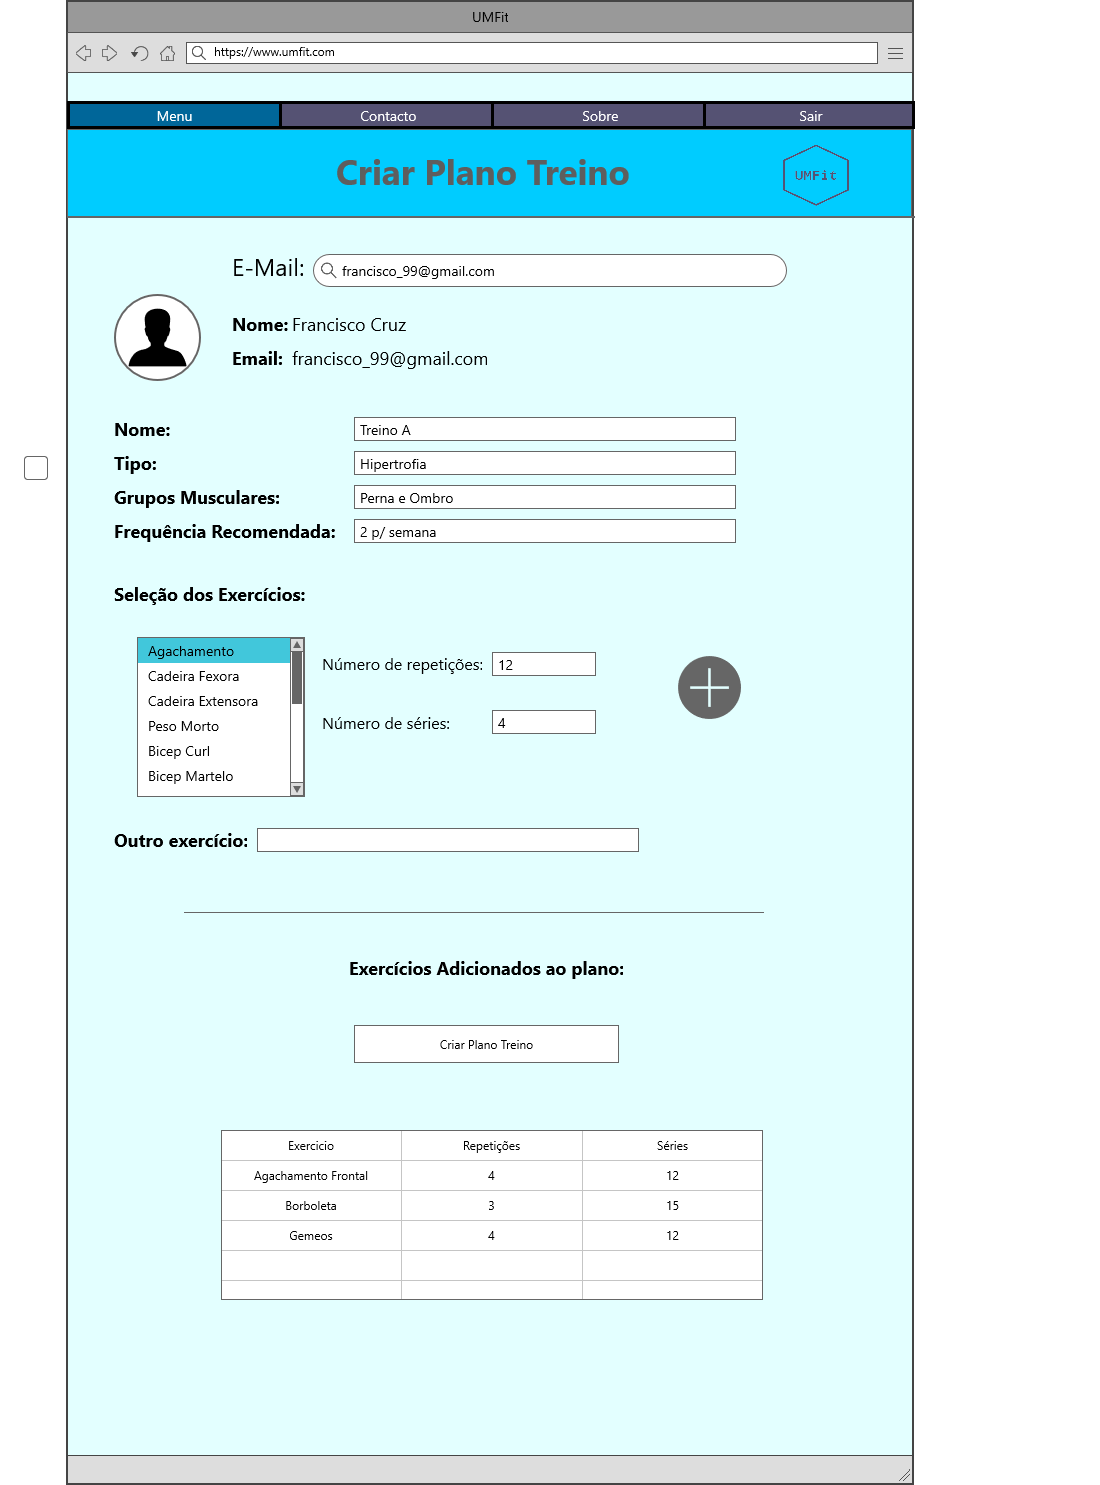 UMFit
https://www.umfit.com
Menu Contacto Sobre Sair
Criar Plano Treino
UMFit
E-Mail: francisco_99@gmail.com
Nome: Francisco Cruz
Email: francisco_99@gmail.com
Nome: Treino A
Tipo: Hipertrofia
Grupos Musculares: Perna e Ombro
Frequência Recomendada: 2 p/ semana
Seleção dos Exercícios:
Agachamento
Cadeira Fexora
Cadeira Extensora
Peso Morto
Bicep Curl
Bicep Martelo
Número de repetições: 12
Número de séries: 4
Outro exercício:
Exercícios Adicionados ao plano:
Criar Plano Treino
Exercicio Repetições Séries
Agachamento Frontal 4 12
Borboleta 3 15
Gemeos 4 12